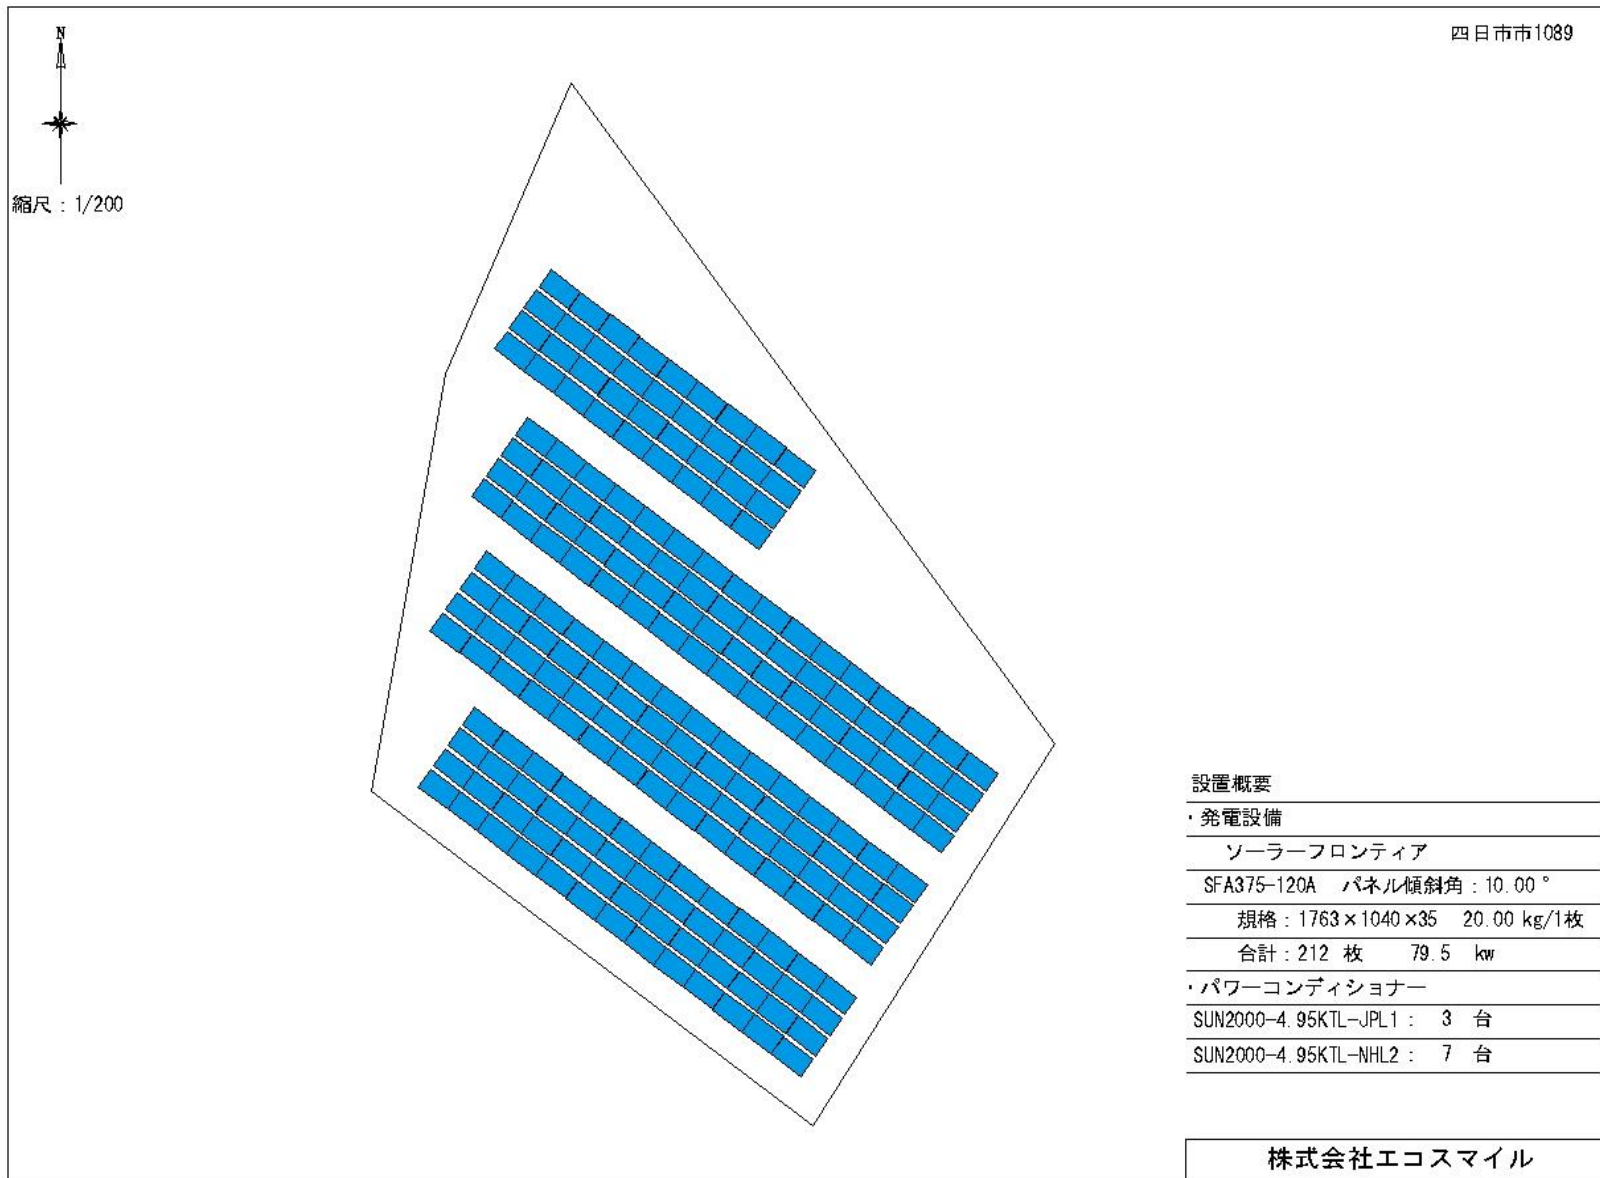 N
四日市市1089
縮尺：1/200
設置概要
・発電設備
ソーラーフロンティア
SFA375-120A パネル傾斜角：10.00°
規格：1763×1040×35 20.00 kg/1枚
合計：212 枚 79.5 kw
・パワーコンディショナー
SUN2000-4.95KTL-JPL1： 3 台
SUN2000-4.95KTL-NHL2： 7 台
株式会社エコスマイル